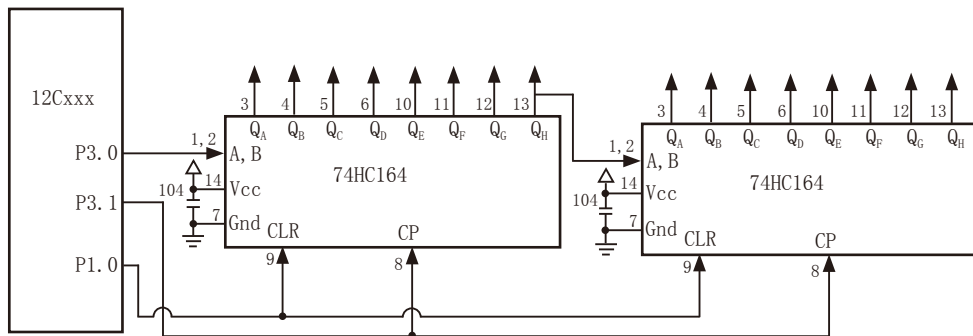 12Cxxx
P3.0
P3.1
P1.0
3 4 5 6 10 11 12 13
QA QB QC QD QE QF QG QH
1,2
A,B
74HC164
104
14
Vcc
7
Gnd
CLR
CP
9
8
3 4 5 6 10 11 12 13
QA QB QC QD QE QF QG QH
1,2
A,B
74HC164
104
14
Vcc
7
Gnd
CLR
CP
9
8